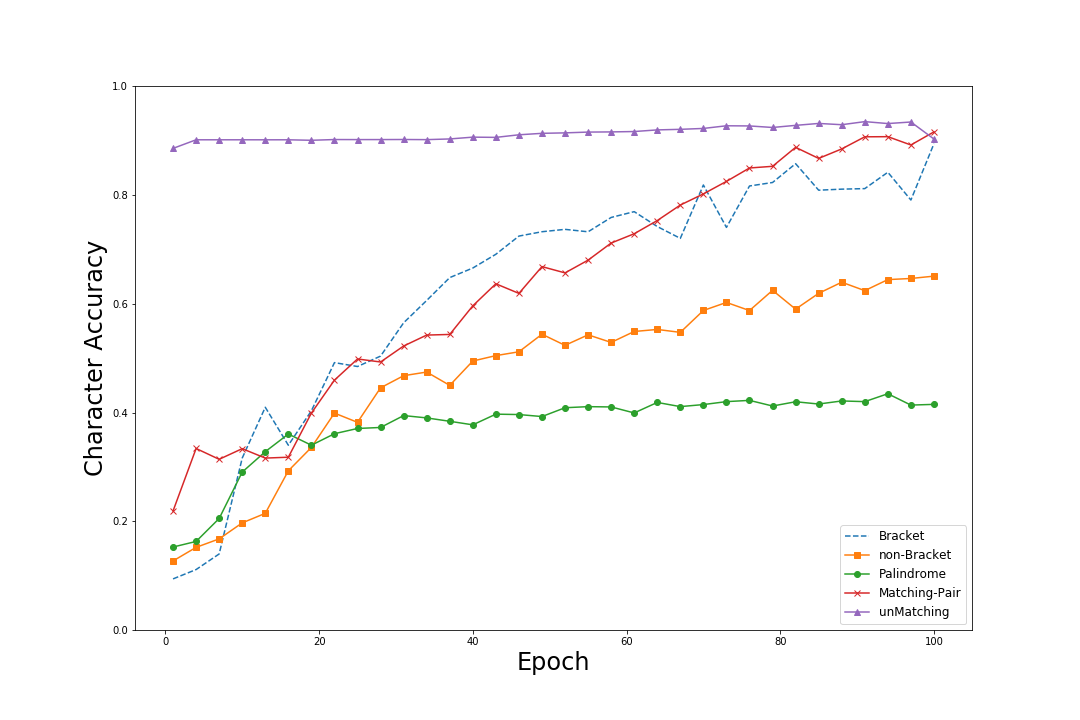 1.0
0.8
0.6
0.4
0.2
0.0
Character Accuracy
0 20 40 60 80 100
Epoch
Bracket
non-Bracket
Palindrome
Matching-Pair
unMatching